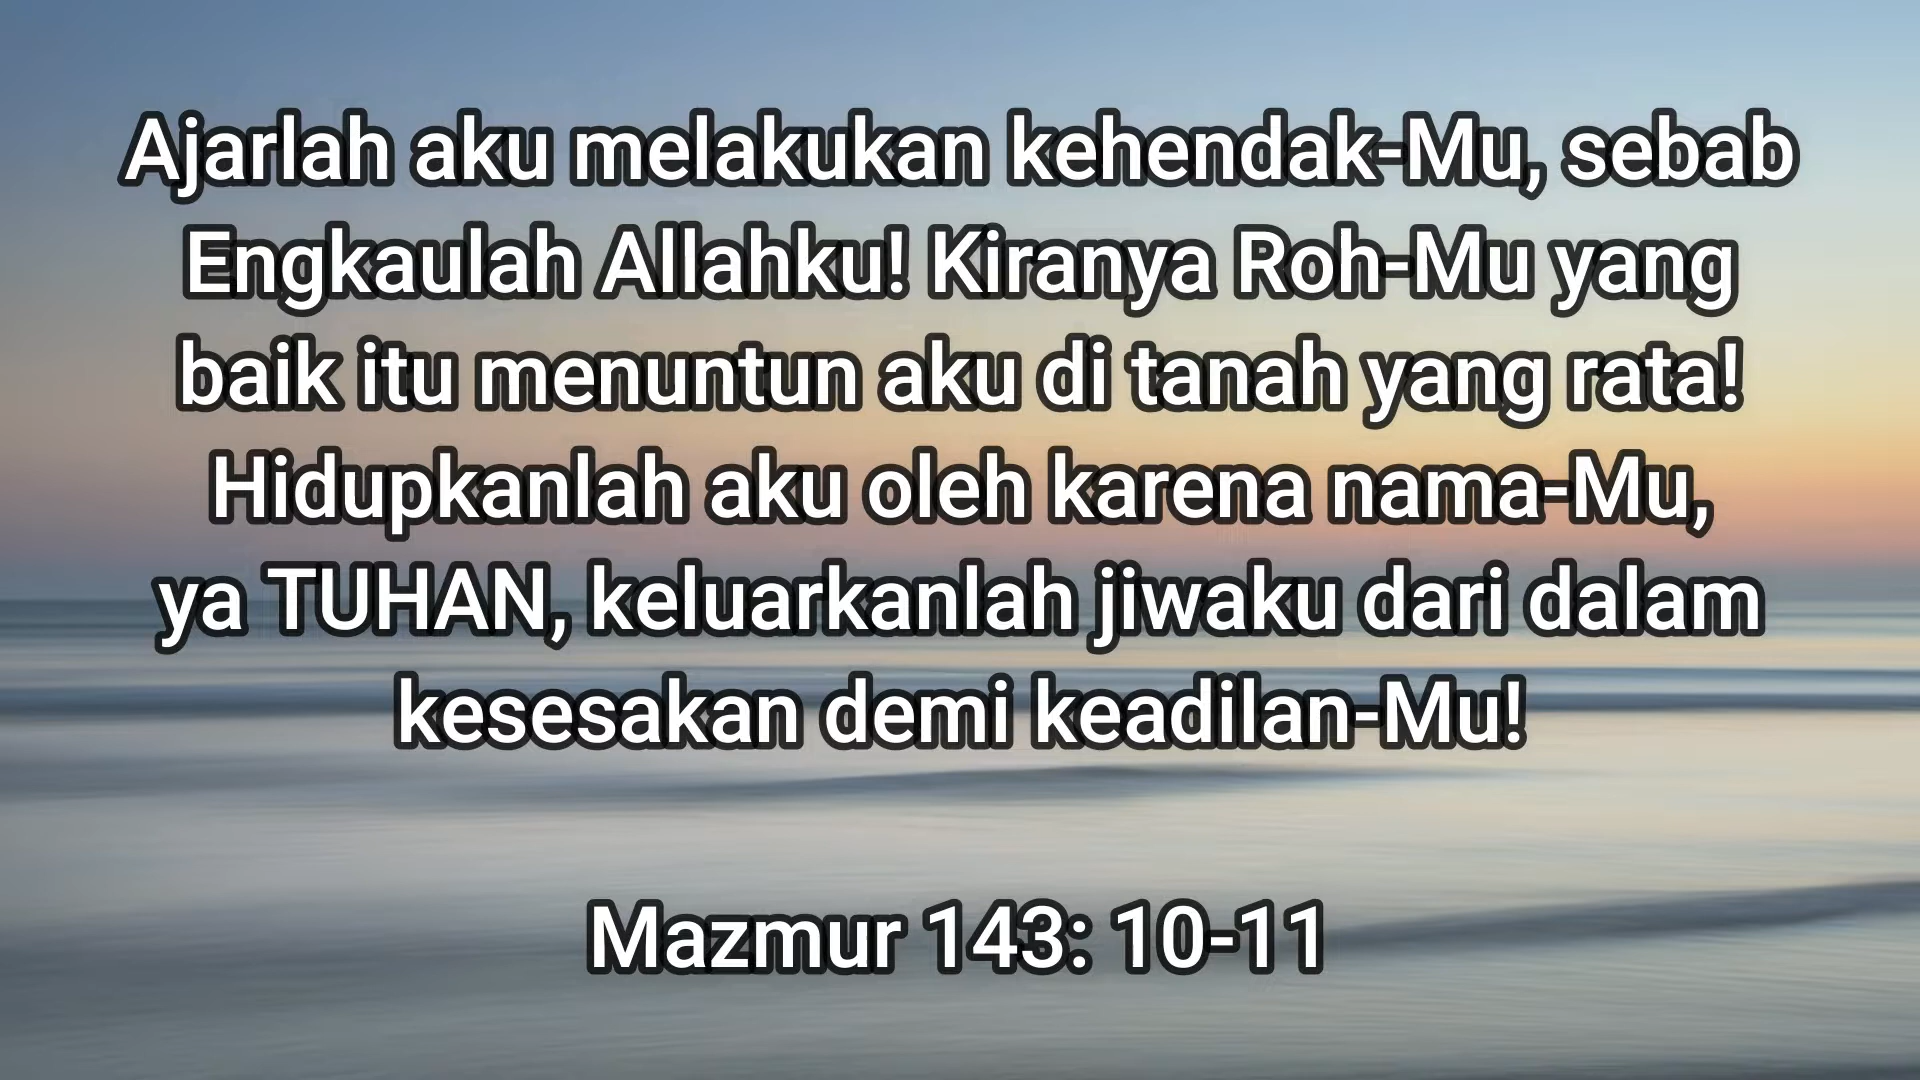 Ajarlah aku melakukan kehendak-Mu, sebab
Engkaulah Allahku! Kiranya Roh-Mu yang
baik itu menuntun aku di tanah yang rata!
Hidupkanlah aku oleh karena nama-Mu,
ya TUHAN, keluarkanlah jiwaku dari dalam
kesesakan demi keadilan-Mu!
Mazmur 143: 10-11